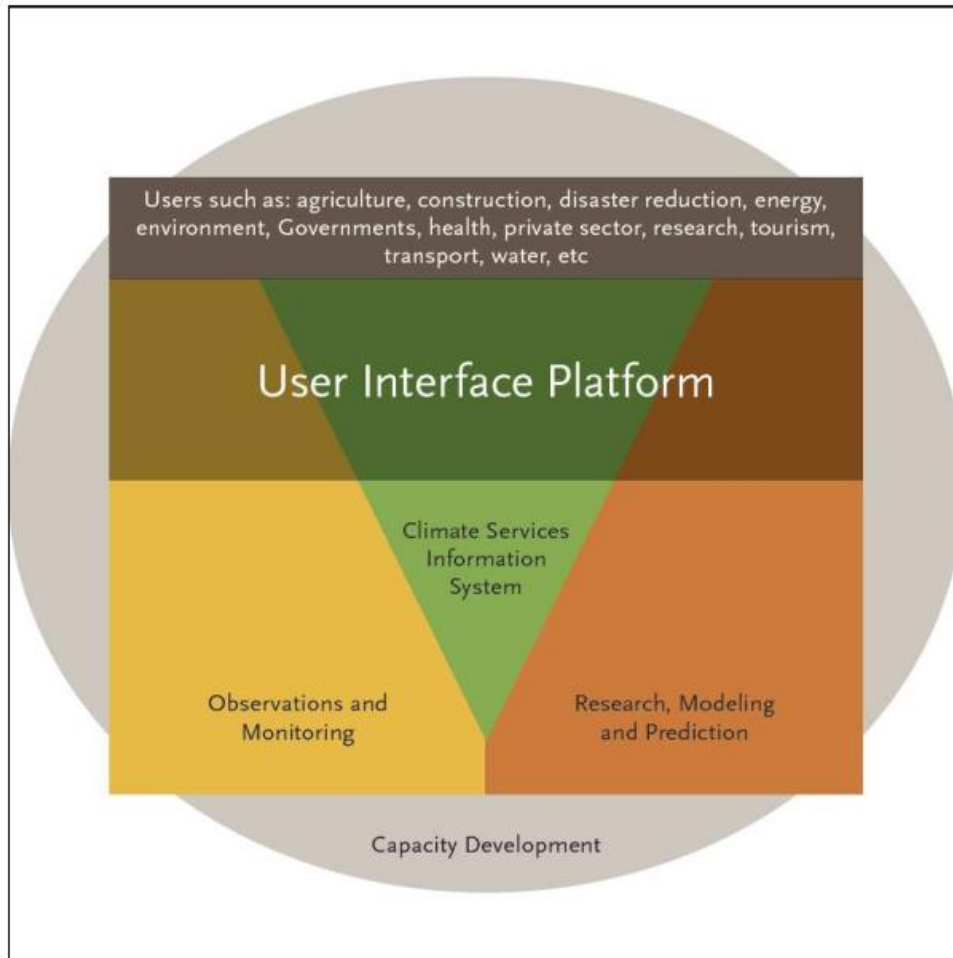 Users such as: agriculture, construction, disaster reduction, energy,
environment, Governments, health, private sector, research, tourism,
transport, water, etc
User Interface Platform
Climate Services
Information
System
Observations and
Monitoring
Research, Modeling
and Prediction
Capacity Development